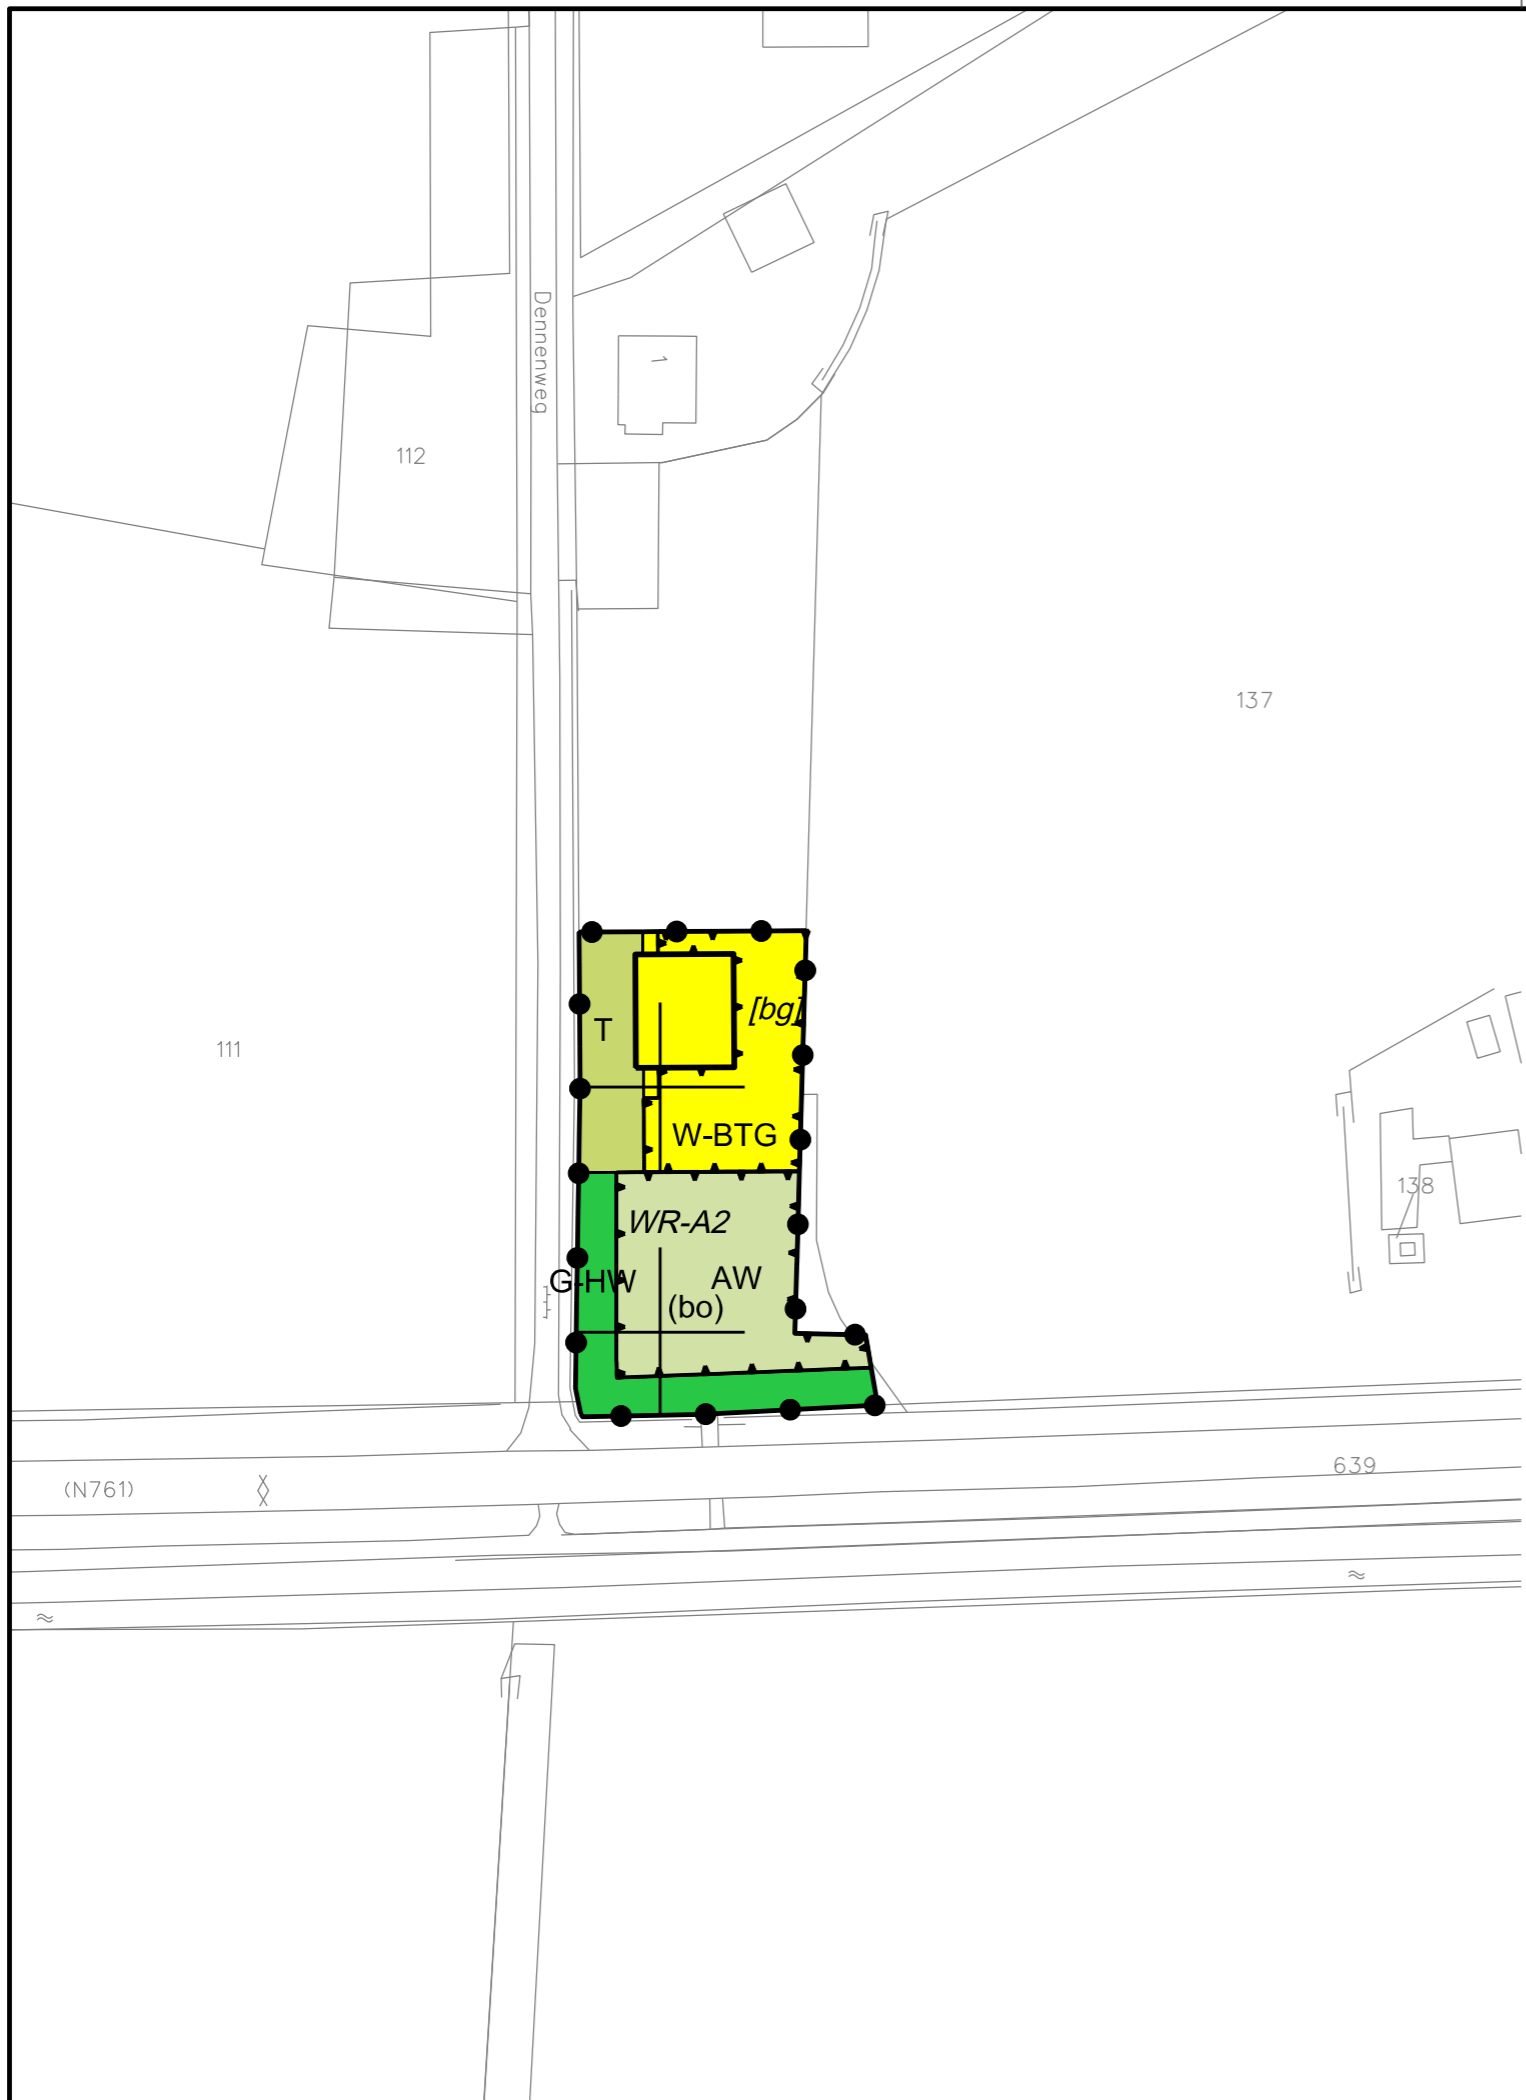 Dennenweg
1
112
137
111
T
[bg]
W-BTG
138
WR-A2
G-HW
AW
(bo)
639
(N761)